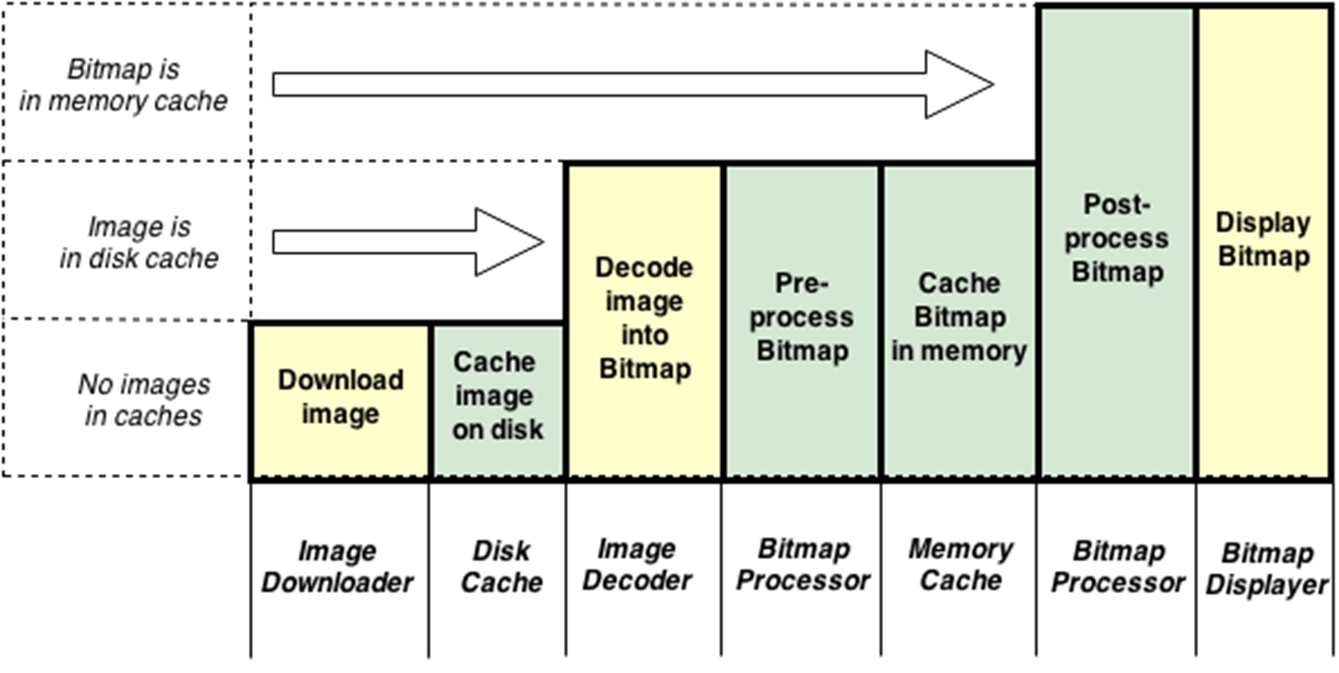 Bitmap is
in memory cache
Image is
in disk cache
No images
in caches
Download
image
Cache
image
on disk
Decode
image
into
Bitmap
Pre-
process
Bitmap
Cache
Bitmap
in memory
Post-
process
Bitmap
Display
Bitmap
Image
Downloader
Disk
Cache
Image
Decoder
Bitmap
Processor
Memory
Cache
Bitmap
Processor
Bitmap
Displayer